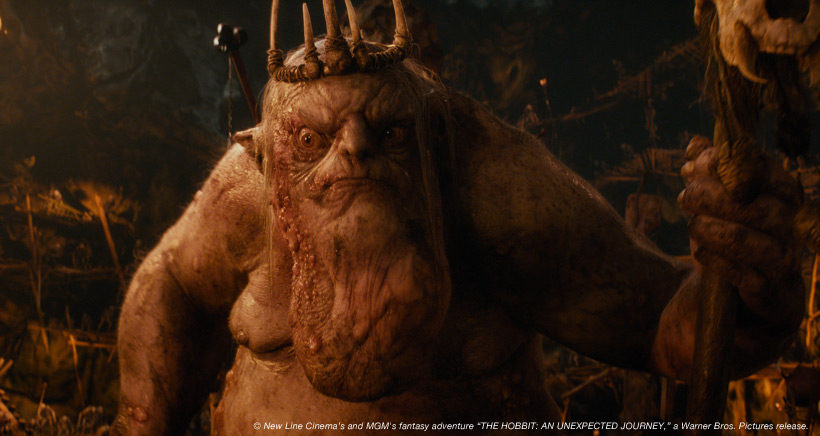 © New Line Cinema's and MGM's fantasy adventure "THE HOBBIT: AN UNEXPECTED JOURNEY," a Warner Bros. Pictures release.